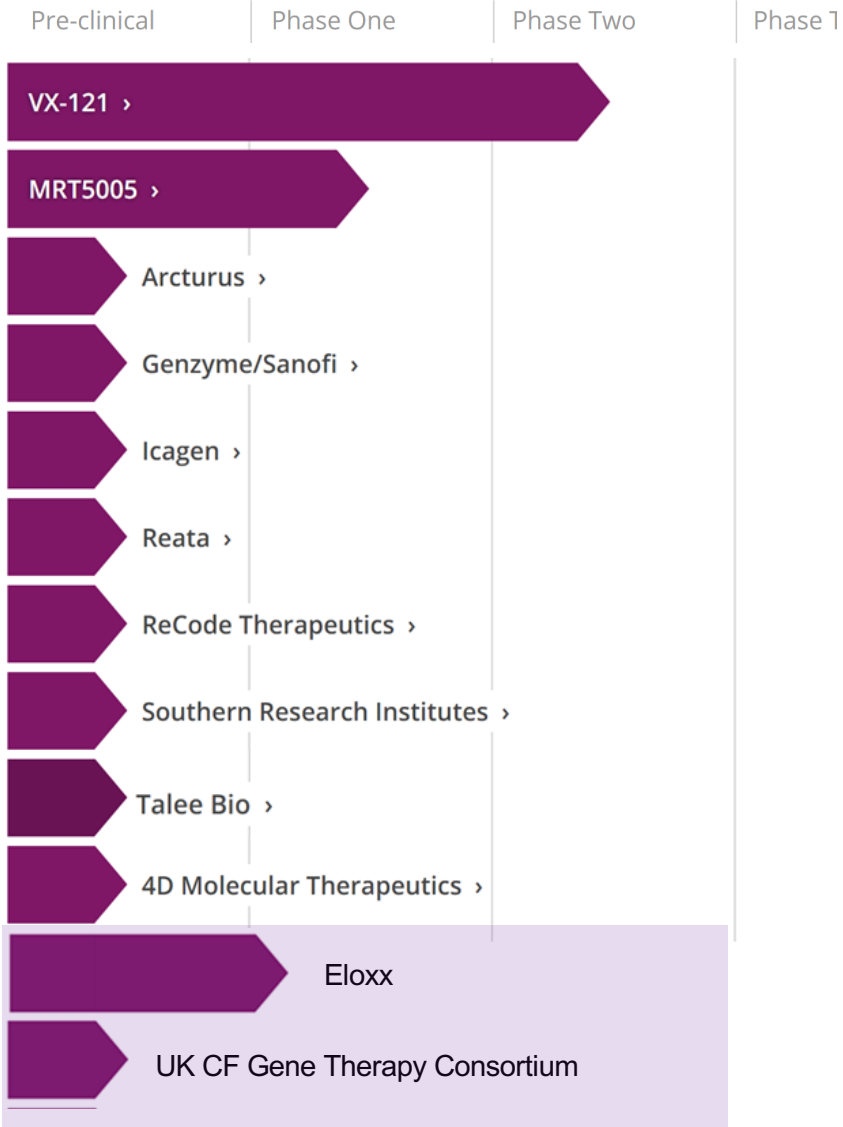 Pre-clinical
Phase One
Phase Two
Phase T
VX-121 ›
MRT5005 ›
Arcturus ›
Genzyme/Sanofi ›
Icagen ›
Reata ›
ReCode Therapeutics ›
Southern Research Institutes ›
Talee Bio ›
4D Molecular Therapeutics ›
Eloxx
UK CF Gene Therapy Consortium